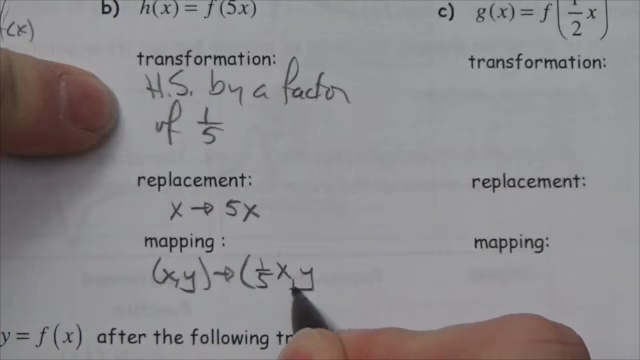 f(x)
b) h(x) = f(5x)
transformation:
H.S. by a factor
of 1/5
replacement:
x → 5x
mapping :
(x,y) → (1/5 x, y
c) g(x) = f(1/2 x)
transformation:
replacement:
mapping:
y = f(x) after the following tr